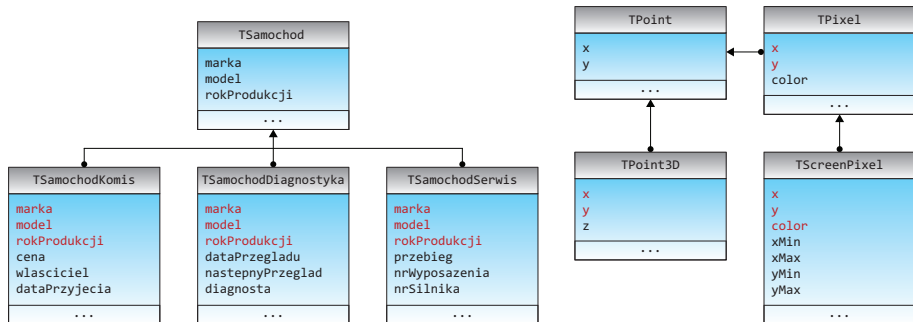 TSamochod
marka
model
rokProdukcji
...
TSamochodKomis
marka
model
rokProdukcji
cena
wlasciciel
dataPrzyjecia
...
TSamochodDiagnostyka
marka
model
rokProdukcji
dataPrzegladu
nastepnyPrzeglad
diagnosta
...
TSamochodSerwis
marka
model
rokProdukcji
przebieg
nrWyposazenia
nrSilnika
...
TPoint
x
y
...
TPixel
x
y
color
...
TPoint3D
x
y
z
...
TScreenPixel
x
y
color
xMin
xMax
yMin
yMax
...